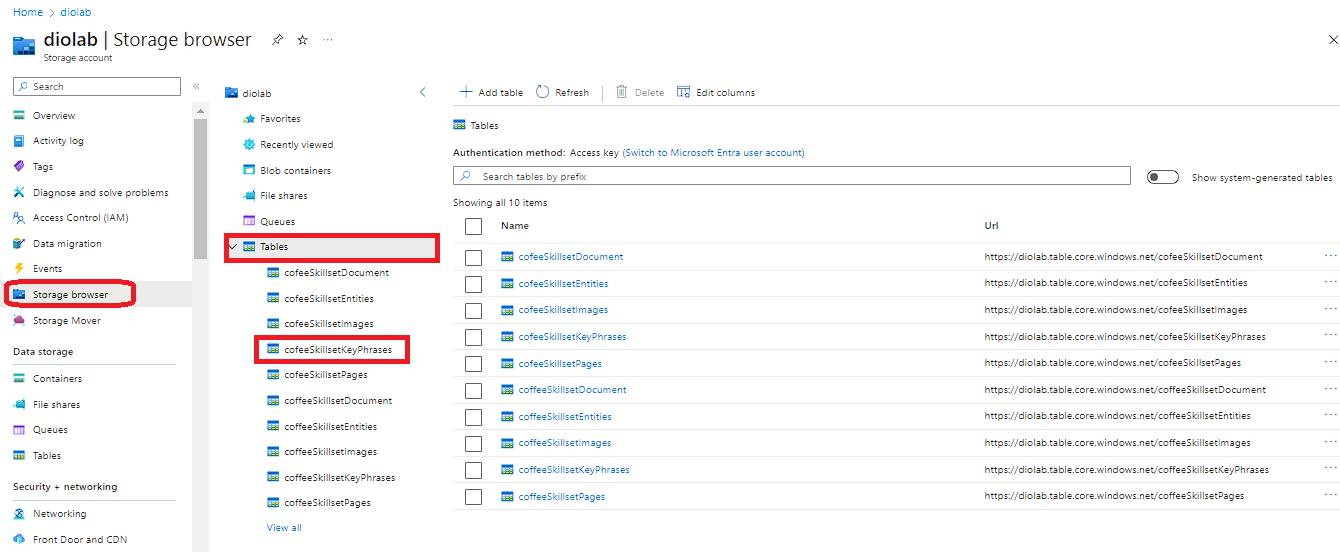 Home > diolab
diolab | Storage browser
Storage account
Search
Overview
Activity log
Tags
Diagnose and solve problems
Access Control (IAM)
Data migration
Events
Storage browser
Storage Mover
Data storage
Containers
File shares
Queues
Tables
Security + networking
Networking
Front Door and CDN
diolab
Favorites
Recently viewed
Blob containers
File shares
Queues
Tables
cofeeSkillsetDocument
cofeeSkillsetEntities
cofeeSkillsetImages
cofeeSkillsetKeyPhrases
cofeeSkillsetPages
coffeeSkillsetDocument
coffeeSkillsetEntities
coffeeSkillsetImages
coffeeSkillsetKeyPhrases
coffeeSkillsetPages
View all
Add table Refresh Delete Edit columns
Tables
Authentication method: Access key (Switch to Microsoft Entra user account)
Search tables by prefix Show system-generated tables
Showing all 10 items
Name Url
cofeeSkillsetDocument https://diolab.table.core.windows.net/cofeeSkillsetDocument
cofeeSkillsetEntities https://diolab.table.core.windows.net/cofeeSkillsetEntities
cofeeSkillsetImages https://diolab.table.core.windows.net/cofeeSkillsetImages
cofeeSkillsetKeyPhrases https://diolab.table.core.windows.net/cofeeSkillsetKeyPhrases
cofeeSkillsetPages https://diolab.table.core.windows.net/cofeeSkillsetPages
coffeeSkillsetDocument https://diolab.table.core.windows.net/coffeeSkillsetDocument
coffeeSkillsetEntities https://diolab.table.core.windows.net/coffeeSkillsetEntities
coffeeSkillsetImages https://diolab.table.core.windows.net/coffeeSkillsetImages
coffeeSkillsetKeyPhrases https://diolab.table.core.windows.net/coffeeSkillsetKeyPhrases
coffeeSkillsetPages https://diolab.table.core.windows.net/coffeeSkillsetPages